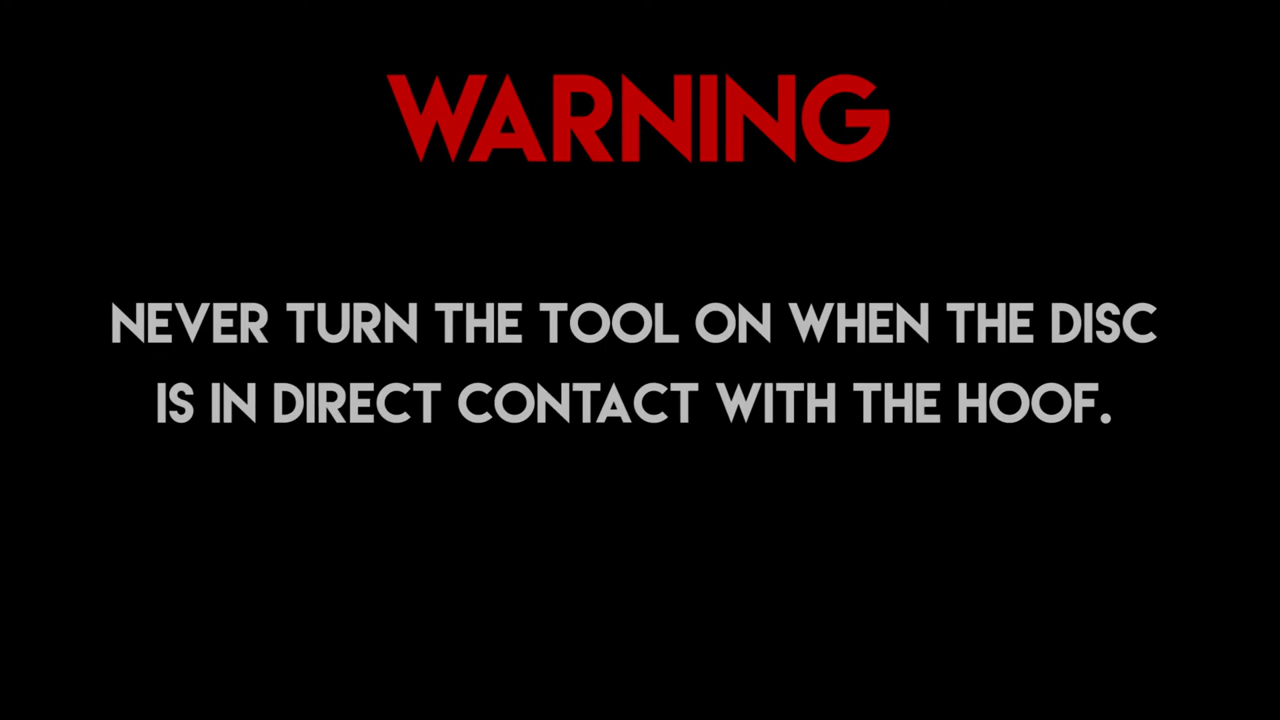 WARNING
NEVER TURN THE TOOL ON WHEN THE DISC
IS IN DIRECT CONTACT WITH THE HOOF.